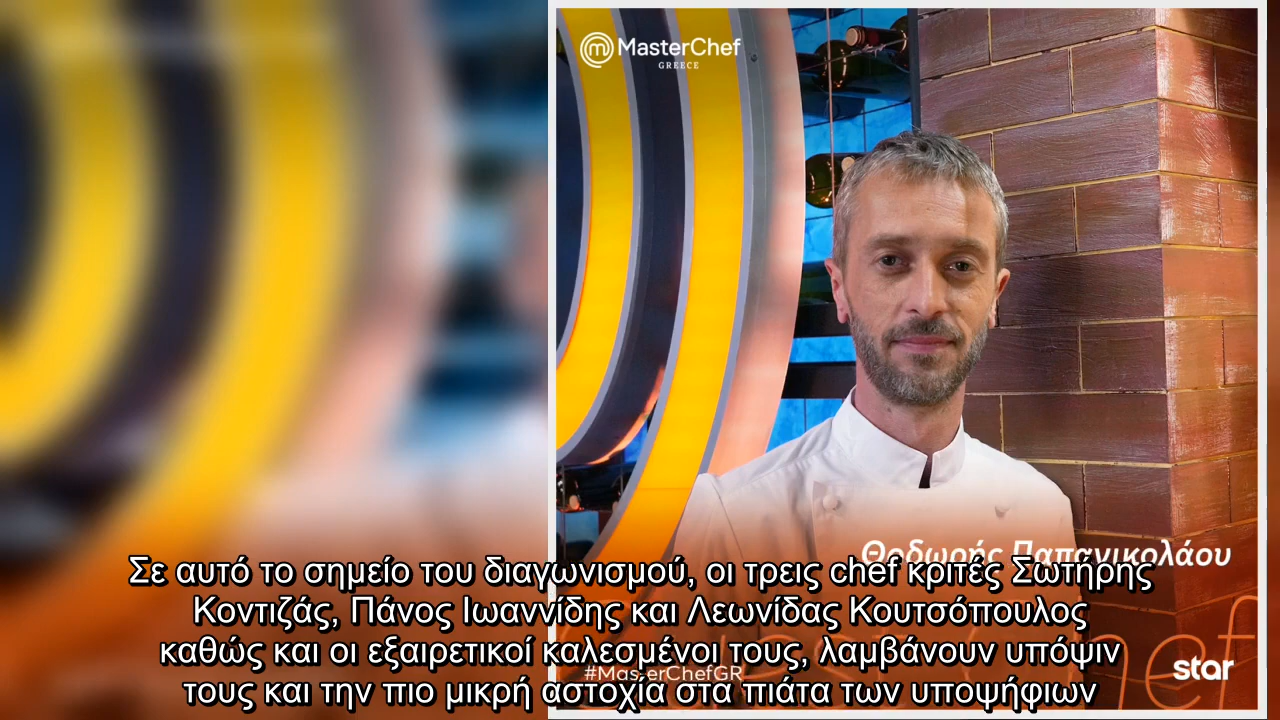 MasterChef
GREECE
Θοδωρής Παπανικολάου
Σε αυτό το σημείο του διαγωνισμού, οι τρεις chef κριτές Σωτήρης
Κοντιζάς, Πάνος Ιωαννίδης και Λεωνίδας Κουτσόπουλος
καθώς και οι εξαιρετικοί καλεσμένοι τους, λαμβάνουν υπόψιν
#MasterChefGR
star
τους και την πιο μικρή αστοχία στα πιάτα των υποψήφιων